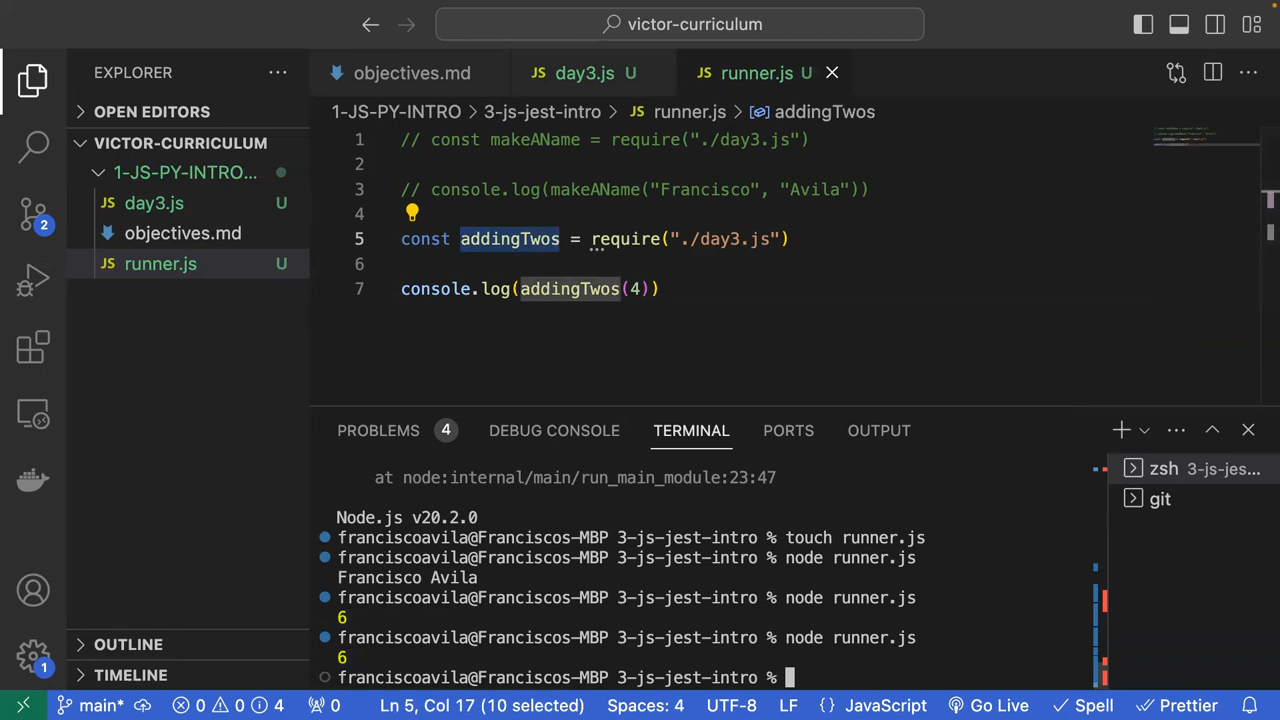 victor-curriculum
EXPLORER
OPEN EDITORS
VICTOR-CURRICULUM
1-JS-PY-INTRO...
JS day3.js U
objectives.md
JS runner.js U
OUTLINE
TIMELINE
2
1
objectives.md
JS day3.js U
JS runner.js U
1-JS-PY-INTRO > 3-js-jest-intro > JS runner.js > addingTwos
1 // const makeAName = require("./day3.js")
2
3 // console.log(makeAName("Francisco", "Avila"))
4
5 const addingTwos = require("./day3.js")
6
7 console.log(addingTwos(4))
PROBLEMS 4 DEBUG CONSOLE TERMINAL PORTS OUTPUT
at node:internal/main/run_main_module:23:47
Node.js v20.2.0
franciscoavila@Franciscos-MBP 3-js-jest-intro % touch runner.js
franciscoavila@Franciscos-MBP 3-js-jest-intro % node runner.js
Francisco Avila
franciscoavila@Franciscos-MBP 3-js-jest-intro % node runner.js
6
franciscoavila@Franciscos-MBP 3-js-jest-intro % node runner.js
6
franciscoavila@Franciscos-MBP 3-js-jest-intro %
zsh 3-js-jes...
git
main* 0 0 4 0 Ln 5, Col 17 (10 selected) Spaces: 4 UTF-8 LF {} JavaScript Go Live Spell Prettier